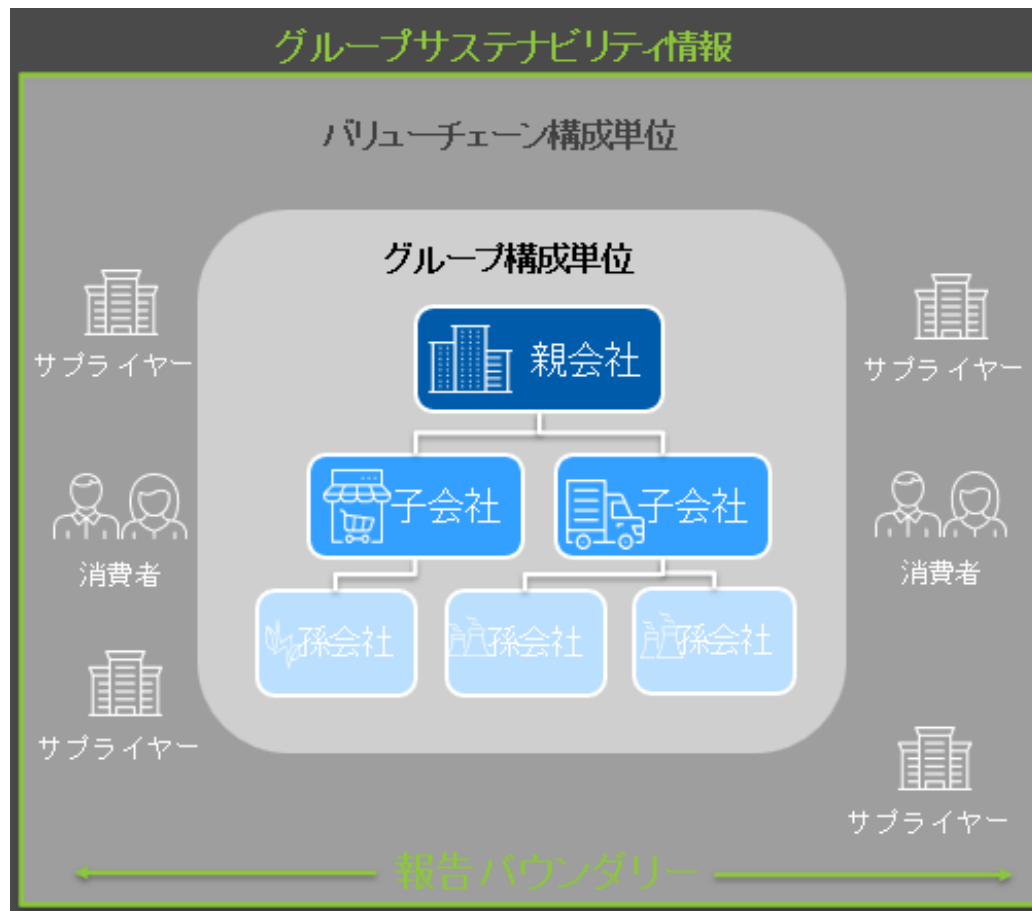 グループサステナビリティ情報
バリューチェーン構成単位
グループ構成単位
親会社
サプライヤー
サプライヤー
子会社
子会社
消費者
消費者
孫会社
孫会社
孫会社
サプライヤー
サプライヤー
報告バウンダリー